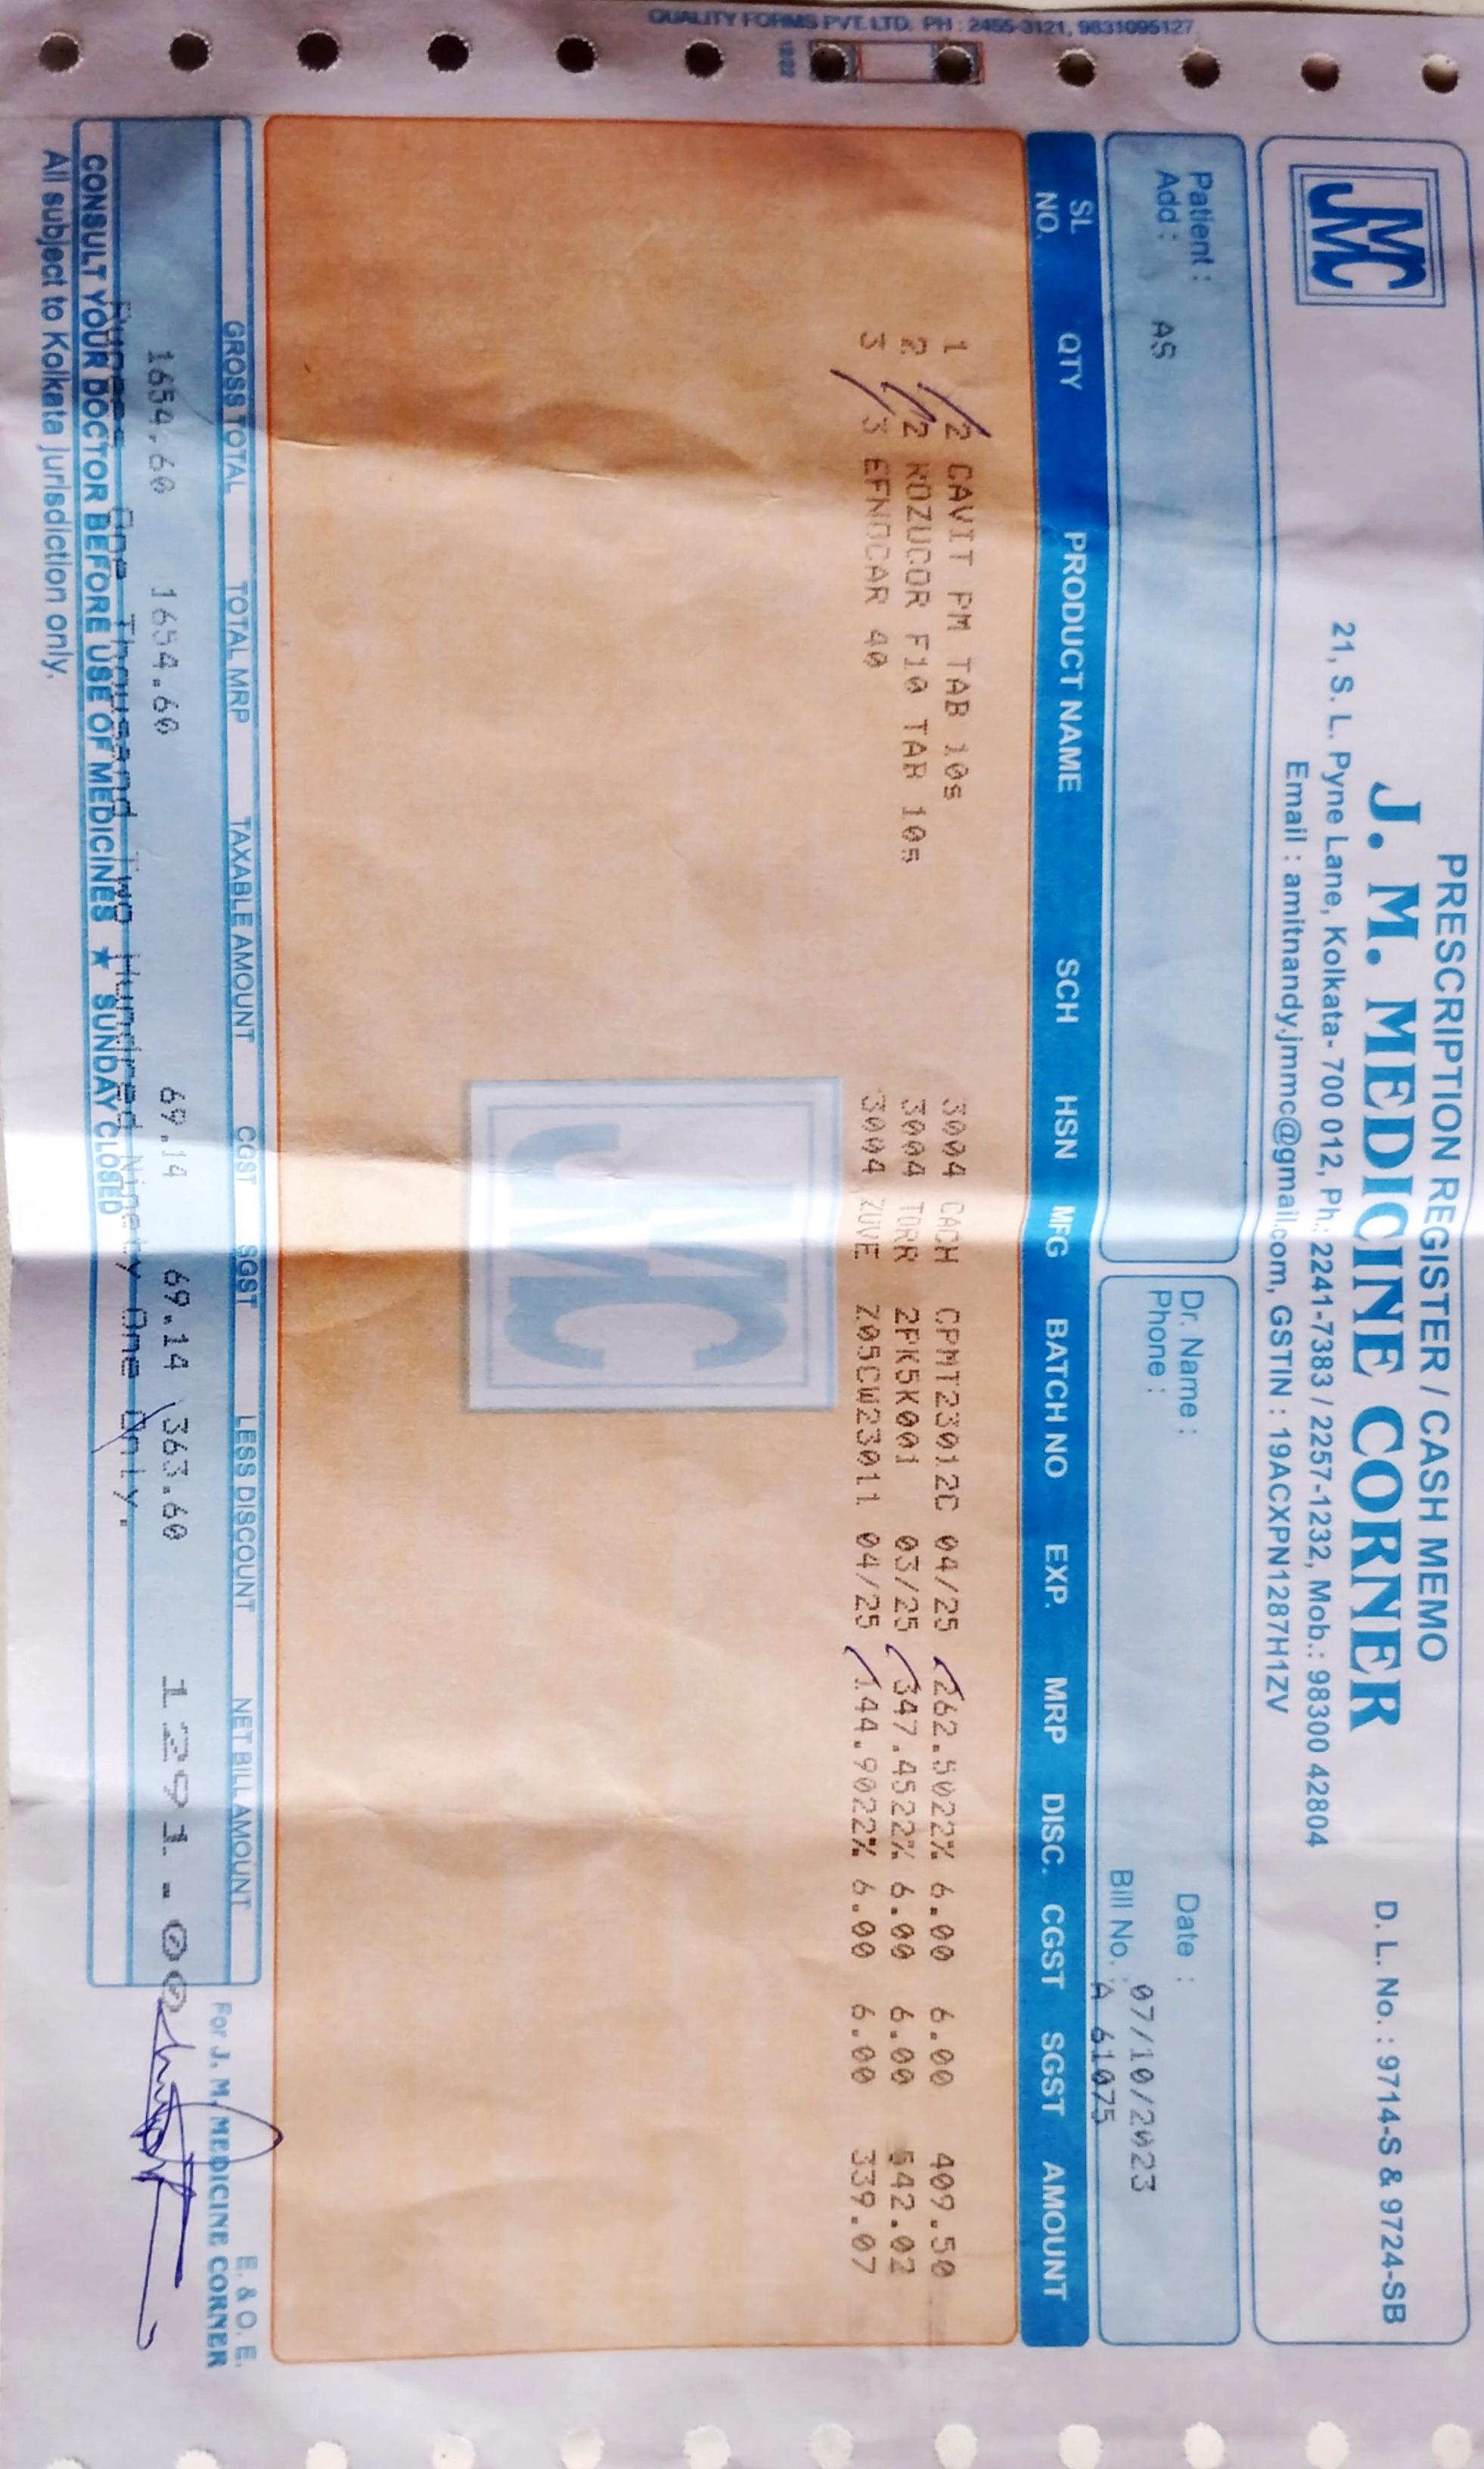 QUALITY FORMS PVT. LTD. PH : 2455-3121, 9831095127
PRESCRIPTION REGISTER / CASH MEMO
JMC
J. M. MEDICINE CORNER
D. L. No. : 9714-S & 9724-SB
21, S. L. Pyne Lane, Kolkata- 700 012, Ph.: 2241-7383 / 2257-1232, Mob.: 98300 42804
Email : amitnandy.jmmc@gmail.com, GSTIN : 19ACXPN1287H1ZV
Patient :
Add : AS
Dr. Name :
Phone :
Date : 07/10/2023
Bill No. : A 61075
SL NO. QTY PRODUCT NAME SCH HSN MFG BATCH NO EXP. MRP DISC. CGST SGST AMOUNT
1 2 CAVIT PM TAB 10s 3004 CACH CPMT23012C 04/25 262.5022% 6.00 6.00 409.50
2 2 ROZUCOR F10 TAB 10s 3004 TORR 2PK5K001 03/25 347.4522% 6.00 6.00 542.02
3 3 EFNOCAR 40 3004 ZUVE Z05CW23011 04/25 144.9022% 6.00 6.00 339.07
JMC
GROSS TOTAL TOTAL MRP TAXABLE AMOUNT CGST SGST LESS DISCOUNT NET BILL AMOUNT
1654.60 1654.60 69.14 69.14 363.60 1291.00
Rupees One Thousand Two Hundred Ninety One Only.
CONSULT YOUR DOCTOR BEFORE USE OF MEDICINES ★ SUNDAY CLOSED
All subject to Kolkata jurisdiction only.
E. & O. E.
For J. M. MEDICINE CORNER